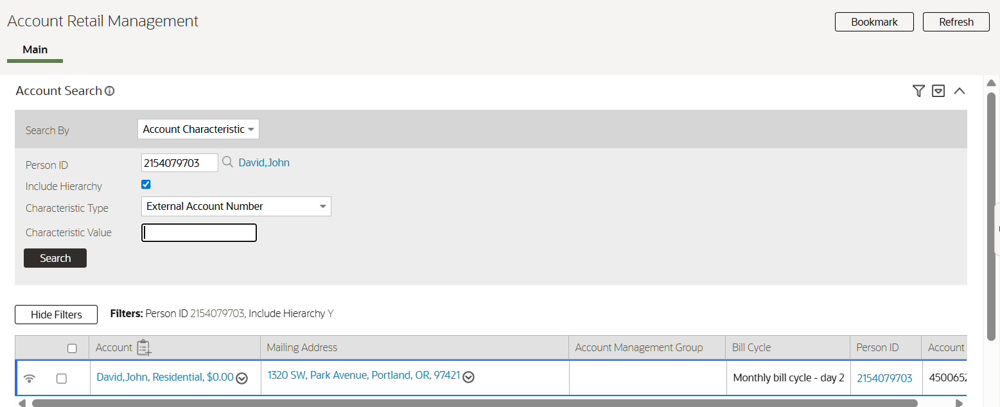 Account Retail Management
Bookmark
Refresh
Main
Account Search
Search By
Account Characteristic
Person ID
2154079703
David,John
Include Hierarchy
Characteristic Type
External Account Number
Characteristic Value
Search
Hide Filters
Filters: Person ID 2154079703, Include Hierarchy Y
Account
Mailing Address
Account Management Group
Bill Cycle
Person ID
Account
David,John, Residential, $0.00
1320 SW, Park Avenue, Portland, OR, 97421
Monthly bill cycle - day 2
2154079703
4500652